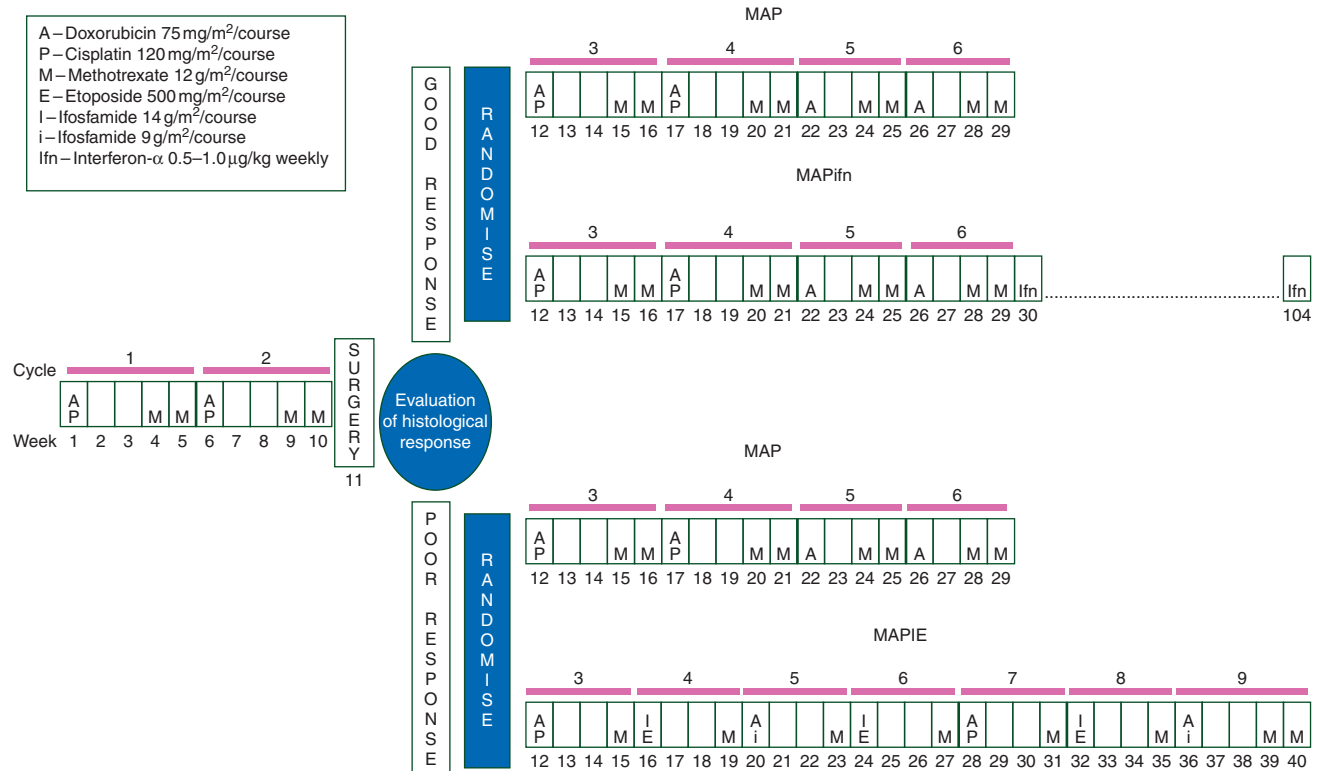 A – Doxorubicin 75 mg/m²/course
P – Cisplatin 120 mg/m²/course
M – Methotrexate 12 g/m²/course
E – Etoposide 500 mg/m²/course
I – Ifosfamide 14 g/m²/course
i – Ifosfamide 9 g/m²/course
Ifn – Interferon-α 0.5–1.0 µg/kg weekly
Cycle
1 2
A P M M A P M M
Week 1 2 3 4 5 6 7 8 9 10
SURGERY
11
Evaluation
of histological
response
GOOD RESPONSE
RANDOMISE
MAP
3 4 5 6
A P M M A P M M A M M A M M
12 13 14 15 16 17 18 19 20 21 22 23 24 25 26 27 28 29
MAPifn
3 4 5 6
A P M M A P M M A M M A M M Ifn Ifn
12 13 14 15 16 17 18 19 20 21 22 23 24 25 26 27 28 29 30 104
POOR RESPONSE
RANDOMISE
MAP
3 4 5 6
A P M M A P M M A M M A M M
12 13 14 15 16 17 18 19 20 21 22 23 24 25 26 27 28 29
MAPIE
3 4 5 6 7 8 9
A P M I E M A i M I E M A P M I E M A i M M
12 13 14 15 16 17 18 19 20 21 22 23 24 25 26 27 28 29 30 31 32 33 34 35 36 37 38 39 40